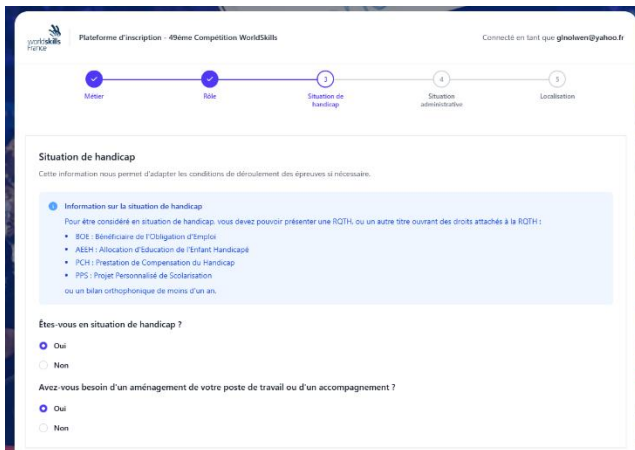 worldskills
France
Plateforme d'inscription - 49ème Compétition WorldSkills
Connecté en tant que glnolwen@yahoo.fr
3
4
5
Métier
Rôle
Situation de
handicap
Situation
administrative
Localisation
Situation de handicap
Cette information nous permet d'adapter les conditions de déroulement des épreuves si nécessaire.
Information sur la situation de handicap
Pour être considéré en situation de handicap, vous devez pouvoir présenter une RQTH, ou un autre titre ouvrant des droits attachés à la RQTH :
• BOE : Bénéficiaire de l'Obligation d'Emploi
• AEEH : Allocation d'Education de l'Enfant Handicapé
• PCH : Prestation de Compensation du Handicap
• PPS : Projet Personnalisé de Scolarisation
ou un bilan orthophonique de moins d'un an.
Êtes-vous en situation de handicap ?
Oui
Non
Avez-vous besoin d'un aménagement de votre poste de travail ou d'un accompagnement ?
Oui
Non